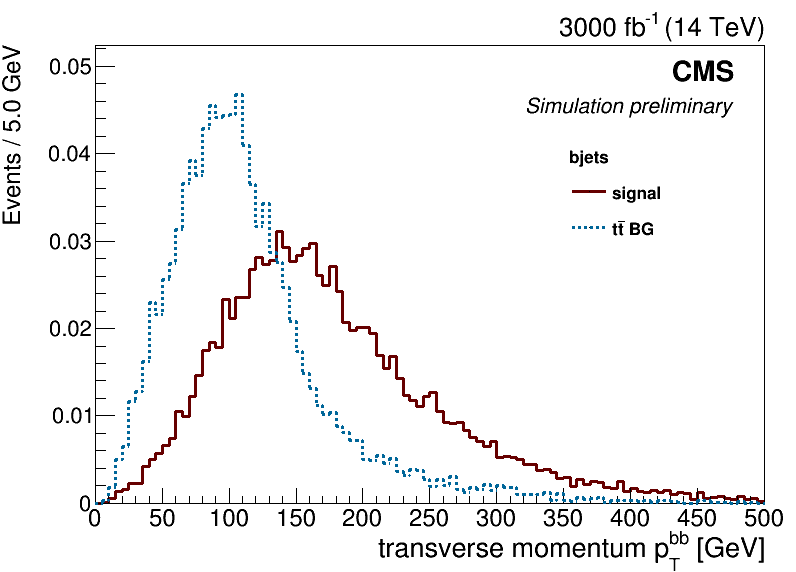 3000 fb-1 (14 TeV)
Events / 5.0 GeV
CMS
Simulation preliminary
bjets
signal
tt̄ BG
0.05
0.04
0.03
0.02
0.01
0
0 50 100 150 200 250 300 350 400 450 500
transverse momentum p_T^bb [GeV]